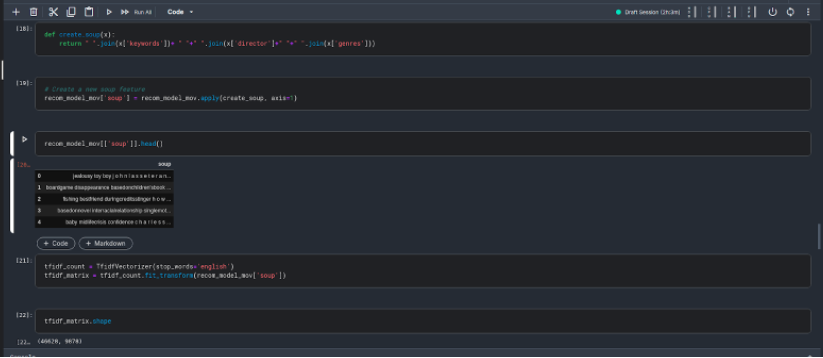 Run All Code Draft Session (2h:3m)
[18]:
def create_soup(x):
return " ".join(x['keywords'])+ " "+" ".join(x['director']+" "+" ".join(x['genres']))
[19]:
# Create a new soup feature
recom_model_mov['soup'] = recom_model_mov.apply(create_soup, axis=1)
recom_model_mov[['soup']].head()
soup
0 jealousy toy boy j o h n l a s s e t e r a n...
1 boardgame disappearance basedonchildren'sbook ...
2 fishing bestfriend duringcreditsstinger h o w ...
3 basedonnovel interracialrelationship singlemot...
4 baby midlifecrisis confidence c h a r l e s s ...
+ Code + Markdown
[21]:
tfidf_count = TfidfVectorizer(stop_words='english')
tfidf_matrix = tfidf_count.fit_transform(recom_model_mov['soup'])
[22]:
tfidf_matrix.shape
[22... (46628, 9870)
Console